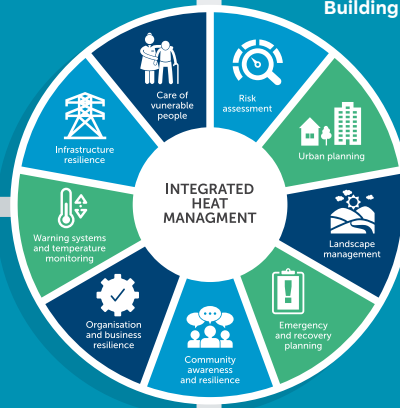 Building
Care of
vunerable
people
Risk
assessment
Urban planning
Landscape
management
Emergency
and recovery
planning
Community
awareness
and resilience
Organisation
and business
resilience
Warning systems
and temperature
monitoring
Infrastructure
resilience
INTEGRATED
HEAT
MANAGMENT